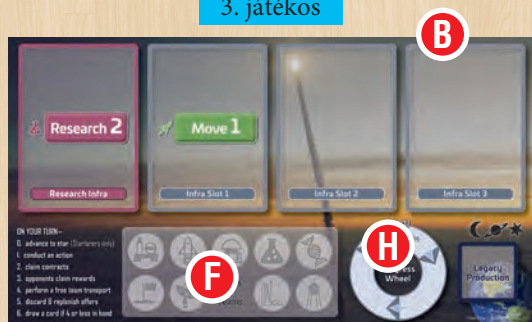 3. játékos
B
Research 2
Move 1
Research Infra
Infra Slot 1
Infra Slot 2
Infra Slot 3
ON YOUR TURN—
0. advance to star (Starfarers only)
1. conduct an action
2. claim contracts
3. opponents claim rewards
4. perform a free team transport
5. discard & replenish offers
6. draw a card if 4 or less in hand
F
H
Wheel
Legacy
Production